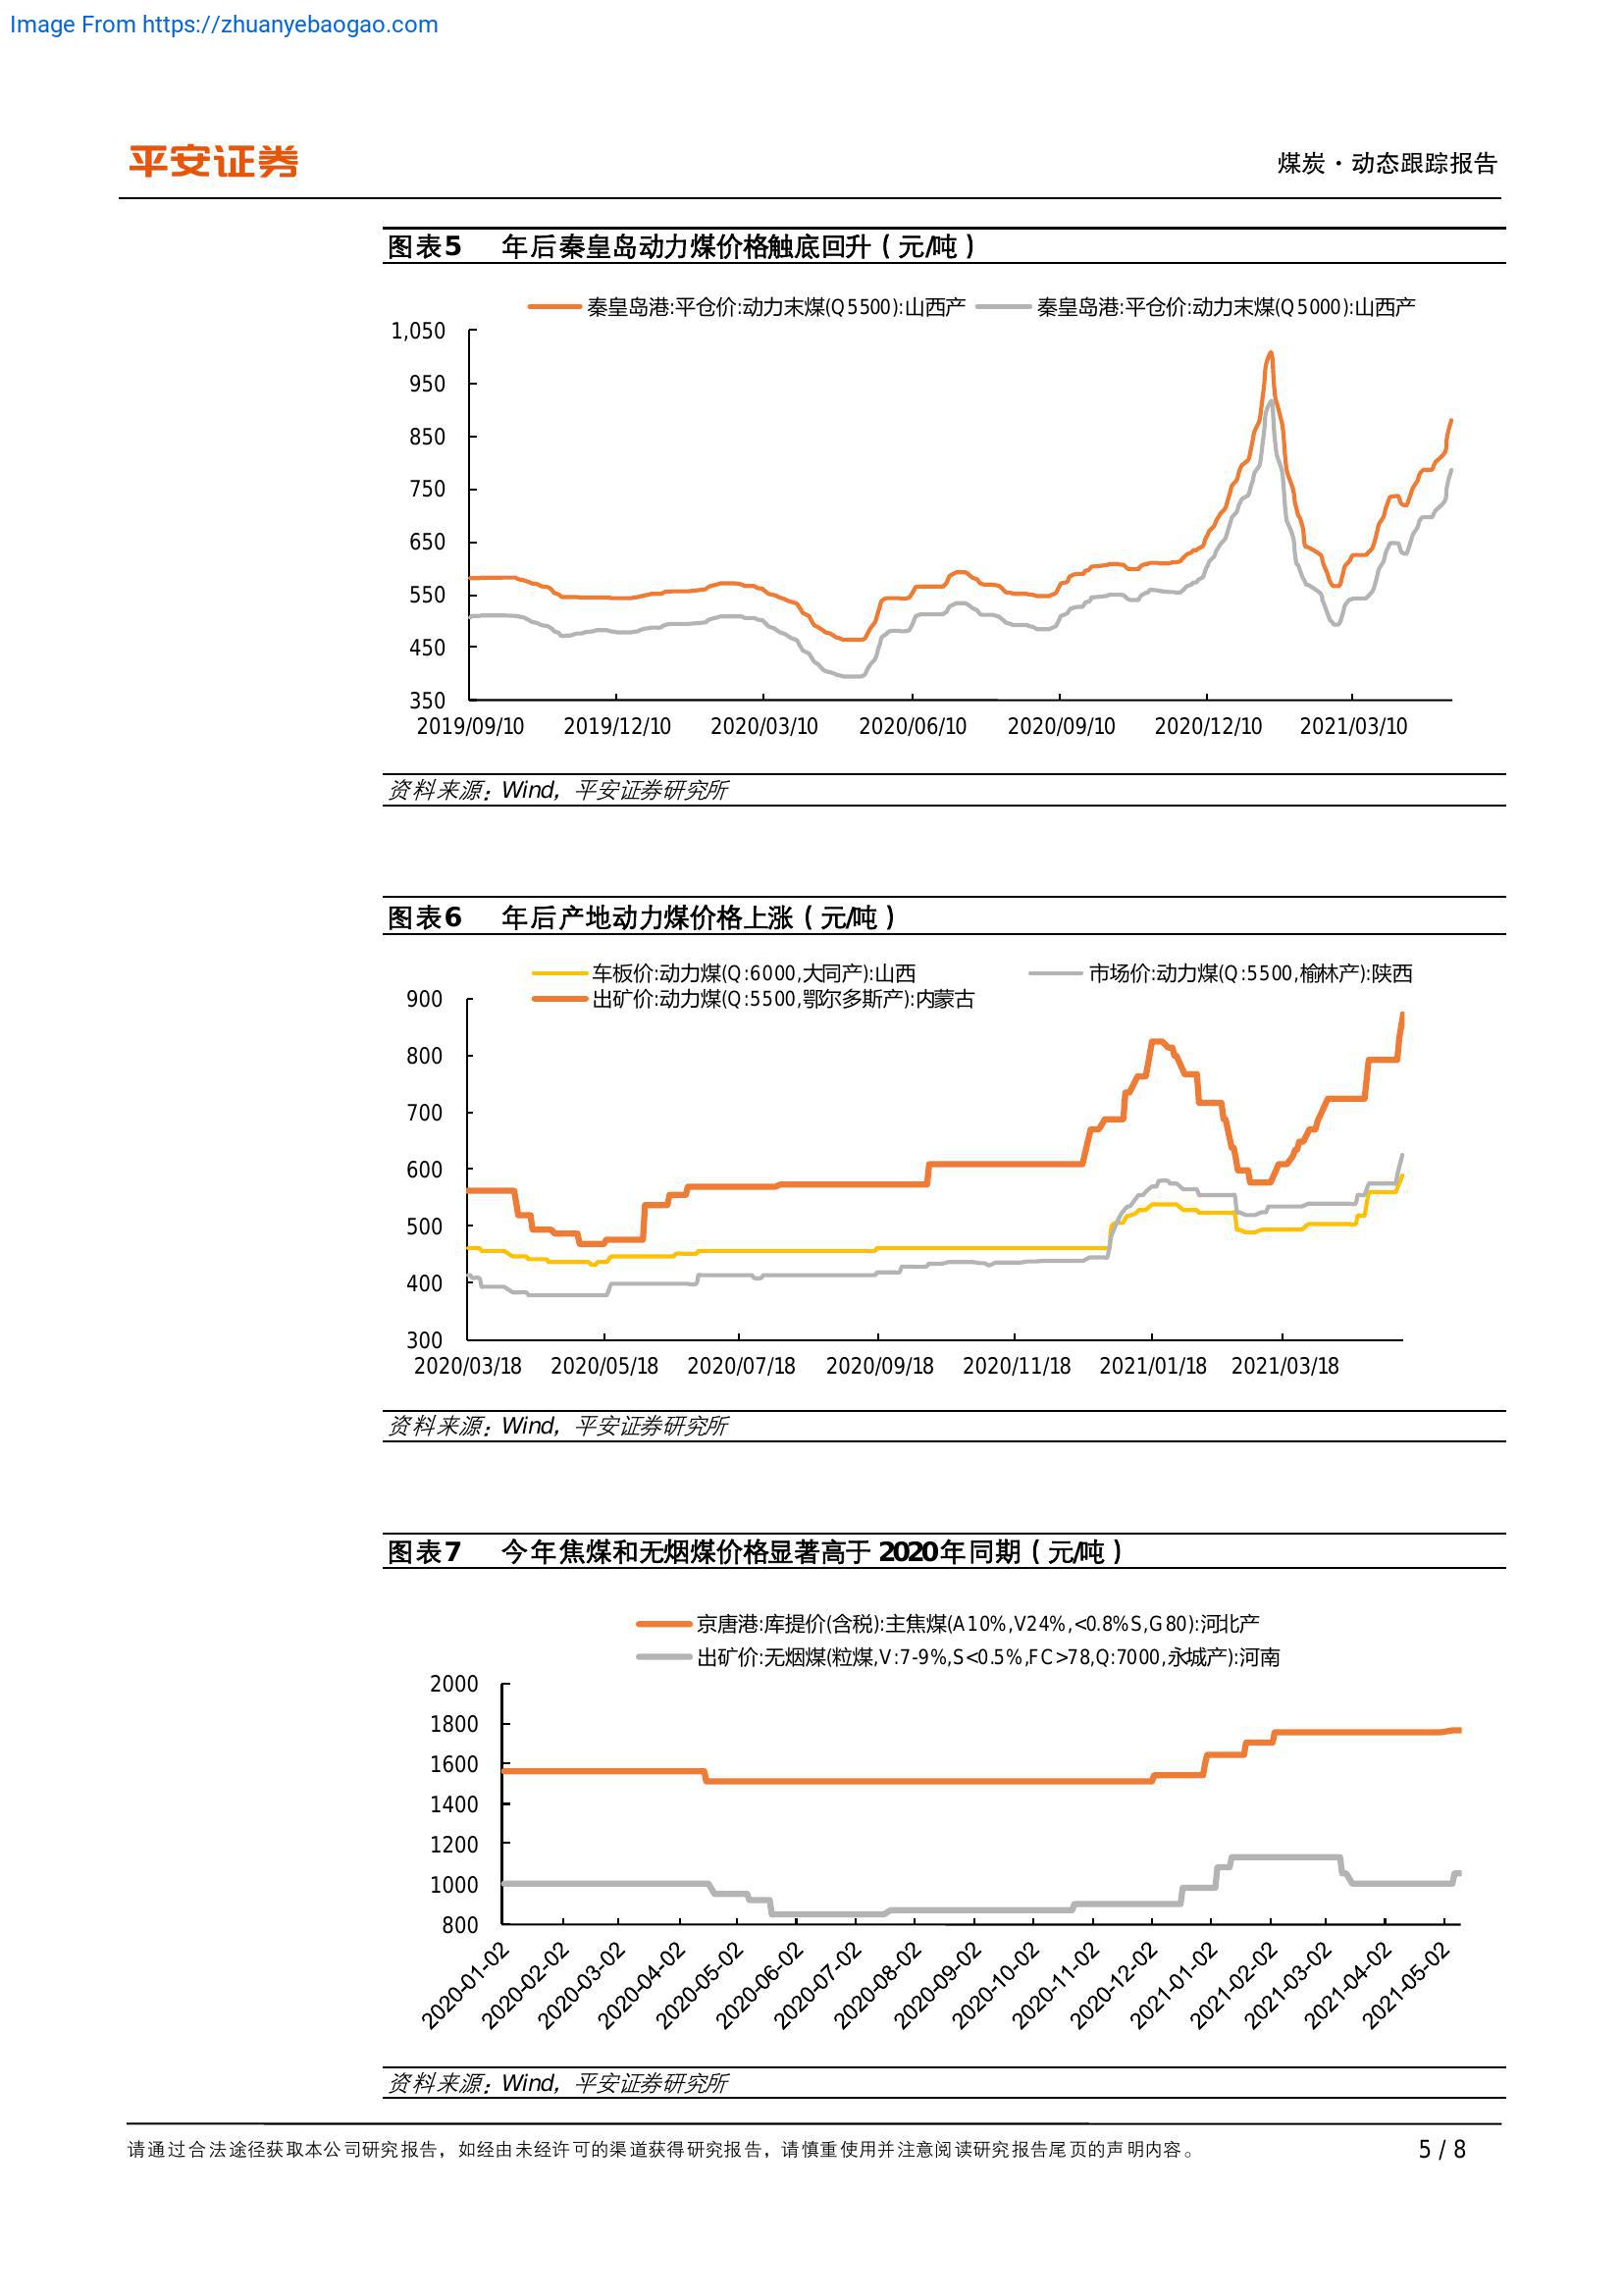 Image From https://zhuanyebaogao.com
平安证券
煤炭·动态跟踪报告
图表5 年后秦皇岛动力煤价格触底回升（元/吨）
秦皇岛港:平仓价:动力末煤(Q5500):山西产 秦皇岛港:平仓价:动力末煤(Q5000):山西产
1,050
950
850
750
650
550
450
350
2019/09/10 2019/12/10 2020/03/10 2020/06/10 2020/09/10 2020/12/10 2021/03/10
资料来源：Wind，平安证券研究所
图表6 年后产地动力煤价格上涨（元/吨）
车板价:动力煤(Q:6000,大同产):山西 市场价:动力煤(Q:5500,榆林产):陕西
出矿价:动力煤(Q:5500,鄂尔多斯产):内蒙古
900
800
700
600
500
400
300
2020/03/18 2020/05/18 2020/07/18 2020/09/18 2020/11/18 2021/01/18 2021/03/18
资料来源：Wind，平安证券研究所
图表7 今年焦煤和无烟煤价格显著高于 2020年同期（元/吨）
京唐港:库提价(含税):主焦煤(A10%,V24%,<0.8%S,G80):河北产
出矿价:无烟煤(粒煤,V:7-9%,S<0.5%,FC>78,Q:7000,永城产):河南
2000
1800
1600
1400
1200
1000
800
2020-01-02 2020-02-02 2020-03-02 2020-04-02 2020-05-02 2020-06-02 2020-07-02 2020-08-02 2020-09-02 2020-10-02 2020-11-02 2020-12-02 2021-01-02 2021-02-02 2021-03-02 2021-04-02 2021-05-02
资料来源：Wind，平安证券研究所
请通过合法途径获取本公司研究报告，如经由未经许可的渠道获得研究报告，请慎重使用并注意阅读研究报告尾页的声明内容。 5 / 8